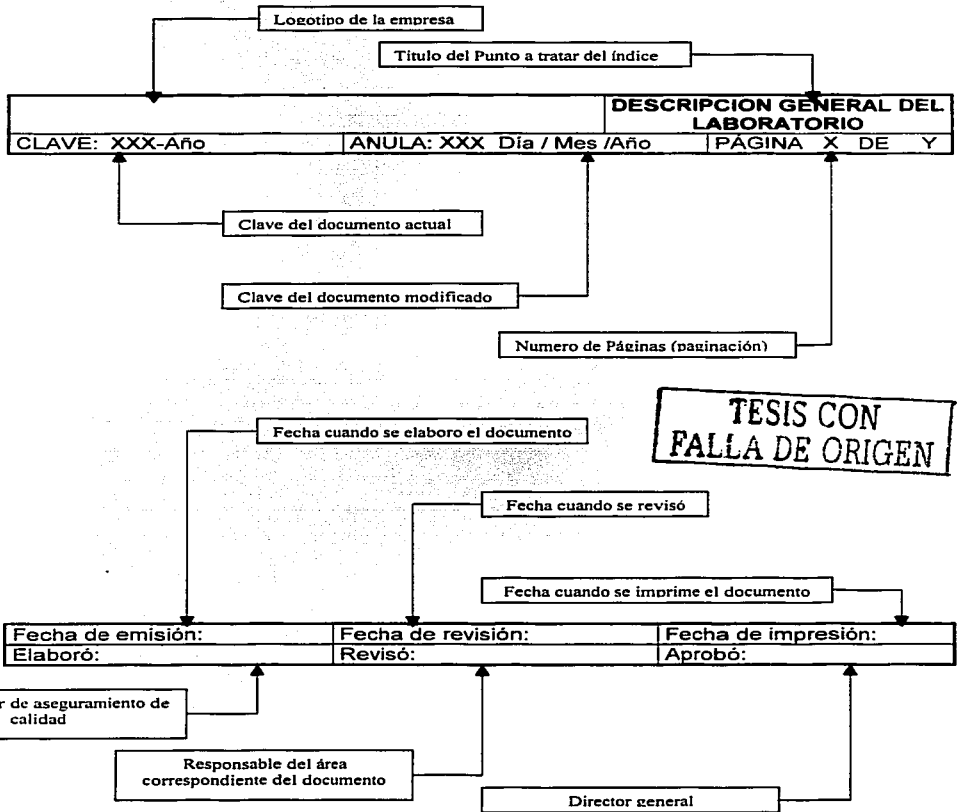 Logotipo de la empresa
Título del Punto a tratar del índice
DESCRIPCION GENERAL DEL
LABORATORIO
CLAVE: XXX-Año
ANULA: XXX Día / Mes /Año
PÁGINA X DE Y
Clave del documento actual
Clave del documento modificado
Numero de Páginas (paginación)
TESIS CON
FALLA DE ORIGEN
Fecha cuando se elaboro el documento
Fecha cuando se revisó
Fecha cuando se imprime el documento
Fecha de emisión:
Fecha de revisión:
Fecha de impresión:
Elaboró:
Revisó:
Aprobó:
de aseguramiento de
calidad
Responsable del área
correspondiente del documento
Director general